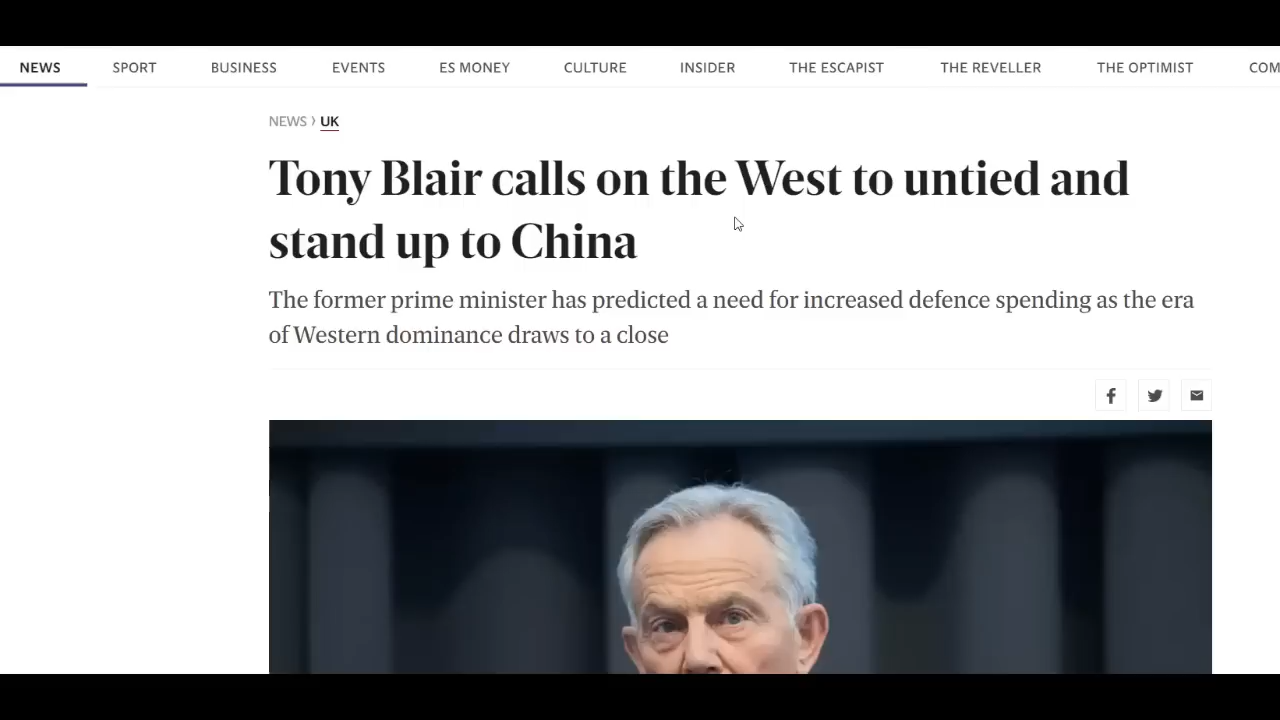 NEWS SPORT BUSINESS EVENTS ES MONEY CULTURE INSIDER THE ESCAPIST THE REVELLER THE OPTIMIST COM
NEWS › UK
Tony Blair calls on the West to untied and
stand up to China
The former prime minister has predicted a need for increased defence spending as the era
of Western dominance draws to a close